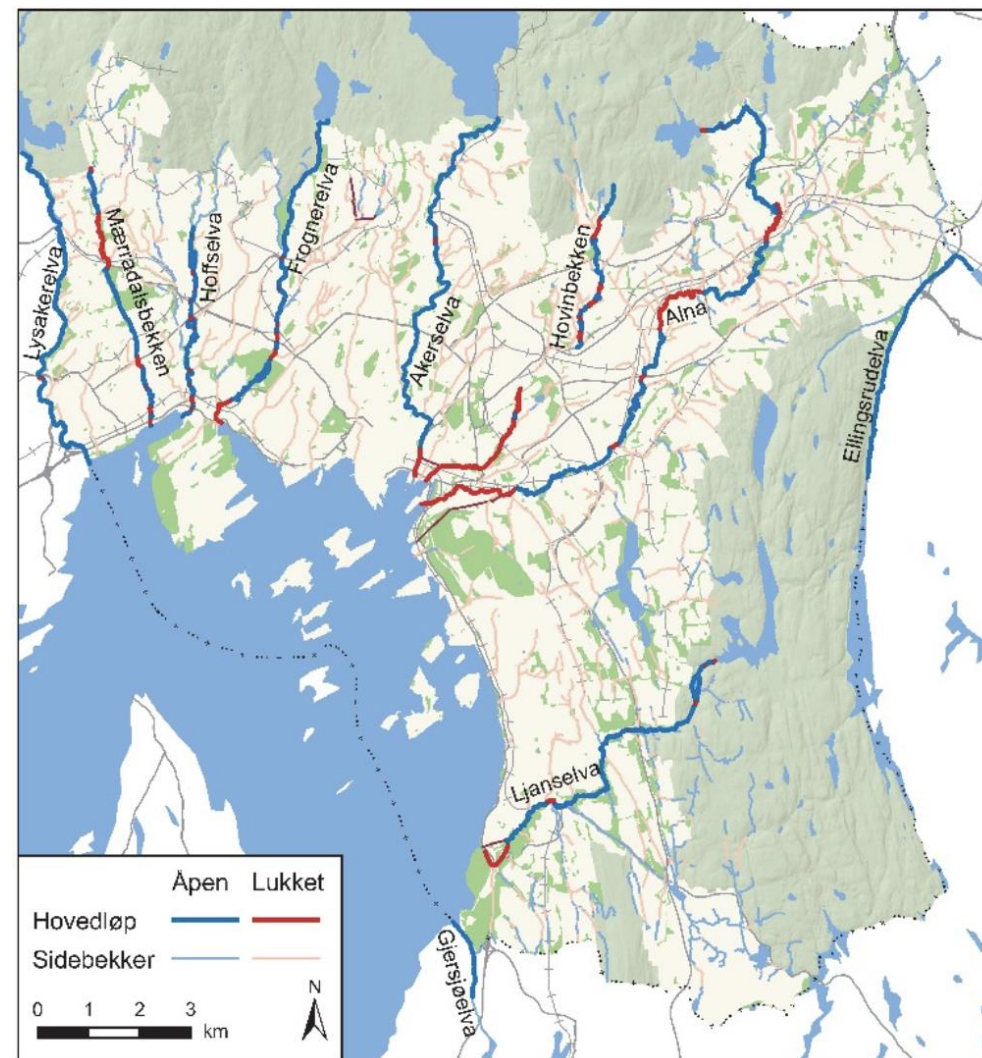 Lysakerelva
Mærradalsbekken
Hoffselva
Frognerelva
Akerselva
Hovinbekken
Alna
Ellingsrudelva
Ljanselva
Gjersjøelva
Åpen Lukket
Hovedløp
Sidebekker
0 1 2 3
km
N